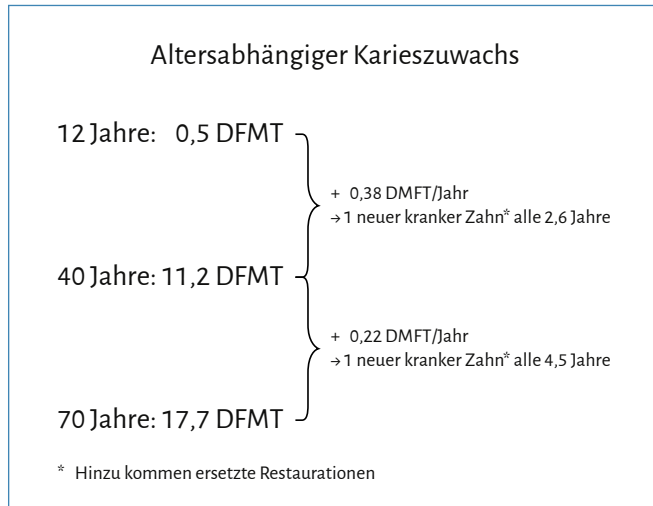 Altersabhängiger Karieszuwachs
12 Jahre: 0,5 DFMT
+ 0,38 DMFT/Jahr
→ 1 neuer kranker Zahn* alle 2,6 Jahre
40 Jahre: 11,2 DFMT
+ 0,22 DMFT/Jahr
→ 1 neuer kranker Zahn* alle 4,5 Jahre
70 Jahre: 17,7 DFMT
* Hinzu kommen ersetzte Restaurationen